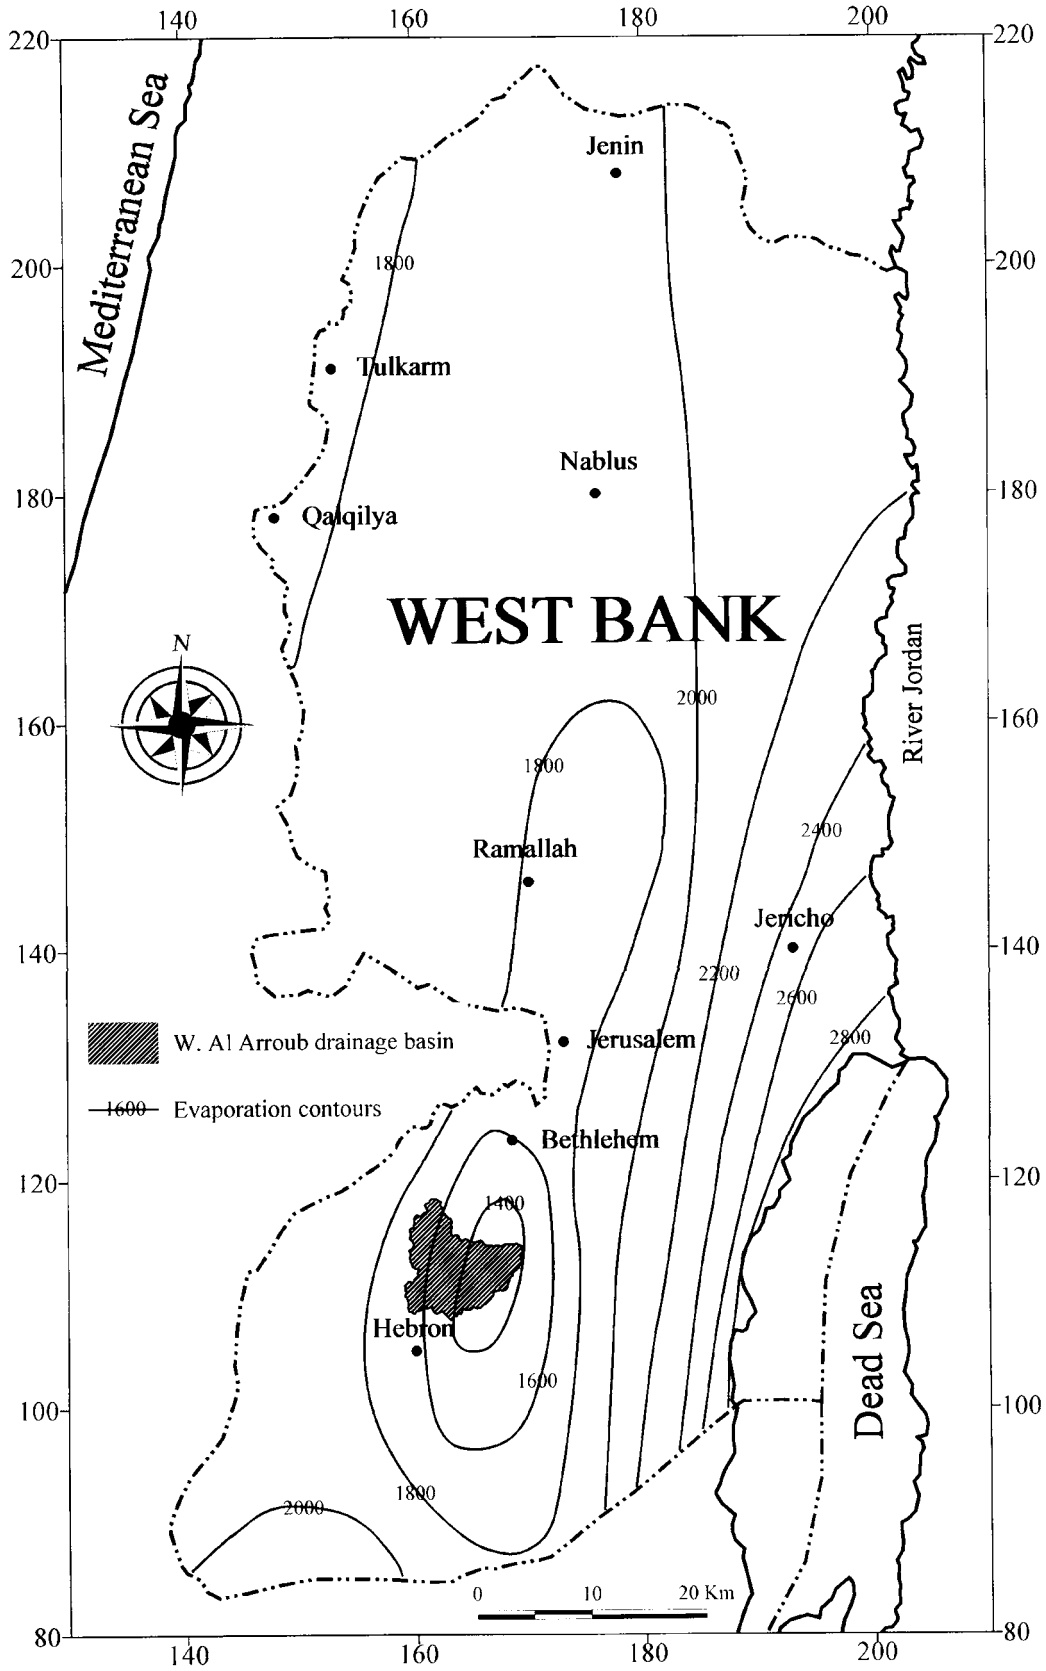 140 160 180 200
220 220
Mediterranean Sea
Jenin
200 1800 200
Tulkarm
Nablus
180 180
Qalqilya
WEST BANK
N
River Jordan
2000
160 160
1800
2400
Ramallah
Jericho
140 140
2200
2600
W. Al Arroub drainage basin
Jerusalem
2800
1600 Evaporation contours
Bethlehem
120 120
1400
Hebron
Dead Sea
1600
100 100
1800
2000
0 10 20 Km
80 80
140 160 180 200